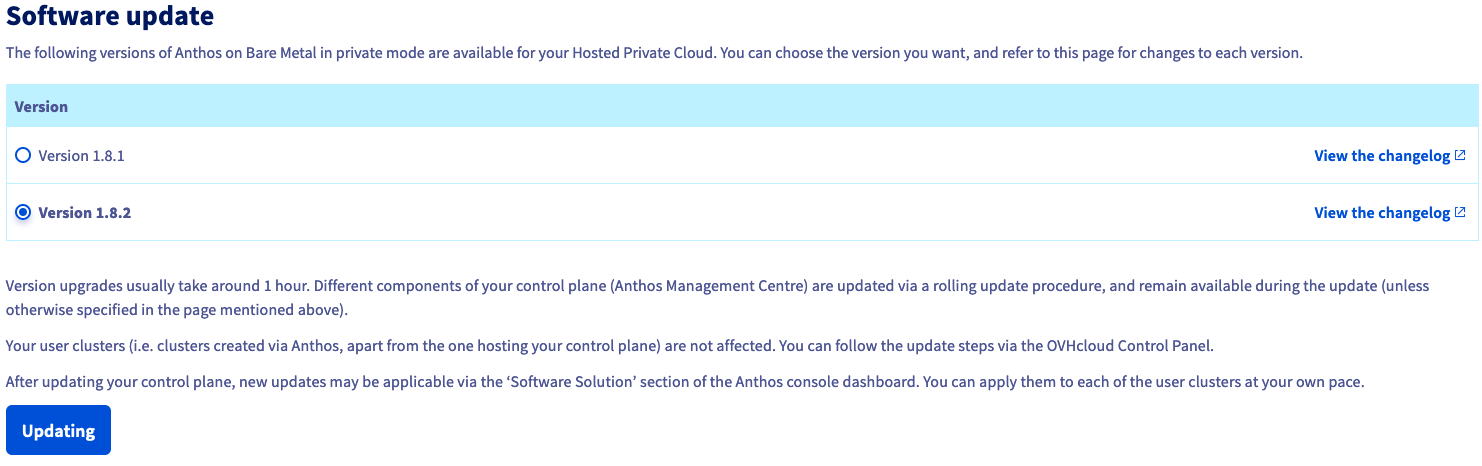 Software update
The following versions of Anthos on Bare Metal in private mode are available for your Hosted Private Cloud. You can choose the version you want, and refer to this page for changes to each version.
Version
Version 1.8.1 View the changelog
Version 1.8.2 View the changelog
Version upgrades usually take around 1 hour. Different components of your control plane (Anthos Management Centre) are updated via a rolling update procedure, and remain available during the update (unless
otherwise specified in the page mentioned above).
Your user clusters (i.e. clusters created via Anthos, apart from the one hosting your control plane) are not affected. You can follow the update steps via the OVHcloud Control Panel.
After updating your control plane, new updates may be applicable via the ‘Software Solution’ section of the Anthos console dashboard. You can apply them to each of the user clusters at your own pace.
Updating